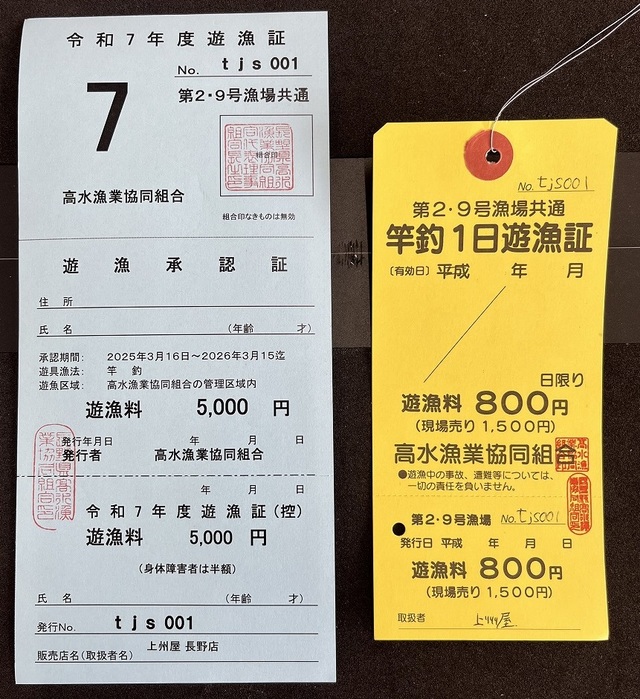 令和7年度遊漁証
No. tjs 001
7
第2・9号漁場共通
組合印
高水漁業協同組合
組合印なきものは無効
遊漁承認証
住所
氏名 (年齢 才)
承認期間: 2025年3月16日～2026年3月15迄
遊具漁法: 竿 釣
遊魚区域: 高水漁業協同組合の管理区域内
遊漁料 5,000 円
発行年月日 年 月 日
発行者 高水漁業協同組合
年 月 日
令和7年度遊漁証(控)
遊漁料 5,000 円
(身体障害者は半額)
氏名 (年齢 才)
発行No. tjs 001
販売店名(取扱者名) 上州屋 長野店
No. tjs001
第2・9号漁場共通
竿釣1日遊漁証
〔有効日〕平成 年 月
日限り
遊漁料 800円
(現場売り 1,500円)
高水漁業協同組合
●遊漁中の事故、遭難等については、
一切の責任を負いません。
第2・9号漁場 No. tjs001
発行日 平成 年 月 日
遊漁料 800円
(現場売り 1,500円)
取扱者 上州屋